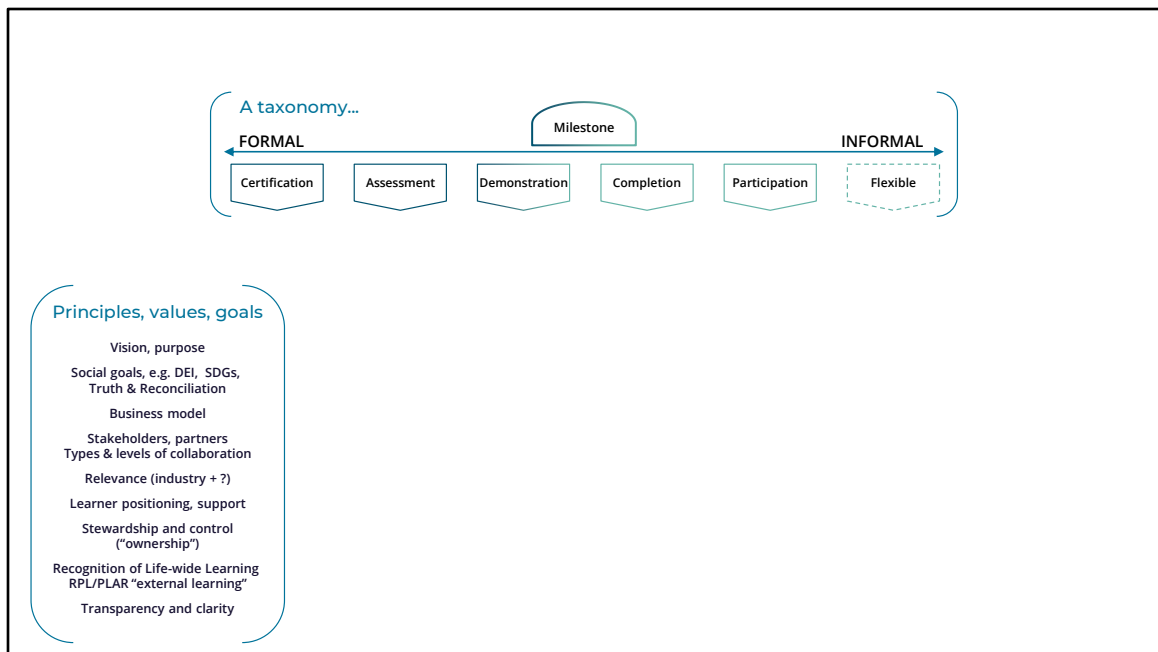 A taxonomy...
Milestone
FORMAL
INFORMAL
Certification
Assessment
Demonstration
Completion
Participation
Flexible
Principles, values, goals
Vision, purpose
Social goals, e.g. DEI, SDGs,
Truth & Reconciliation
Business model
Stakeholders, partners
Types & levels of collaboration
Relevance (industry + ?)
Learner positioning, support
Stewardship and control
(“ownership”)
Recognition of Life-wide Learning
RPL/PLAR “external learning”
Transparency and clarity